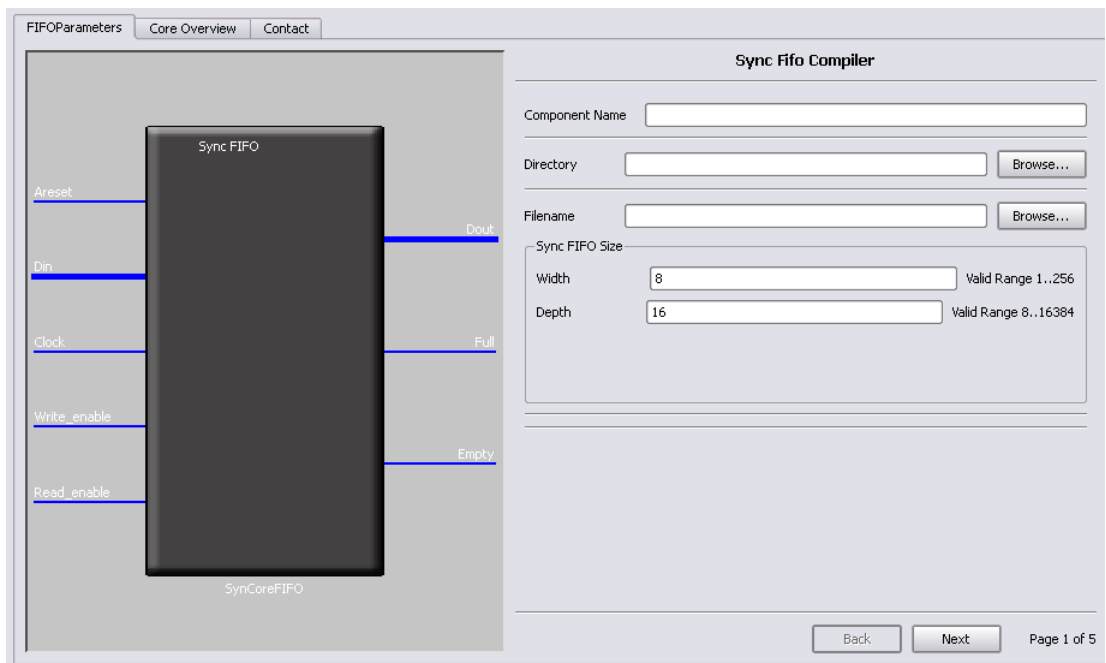 FIFOParameters
Core Overview
Contact
Sync FIFO
Areset
Din
Clock
Write_enable
Read_enable
Dout
Full
Empty
SynCoreFIFO
Sync Fifo Compiler
Component Name
Directory
Browse...
Filename
Browse...
Sync FIFO Size
Width 8 Valid Range 1..256
Depth 16 Valid Range 8..16384
Back Next Page 1 of 5